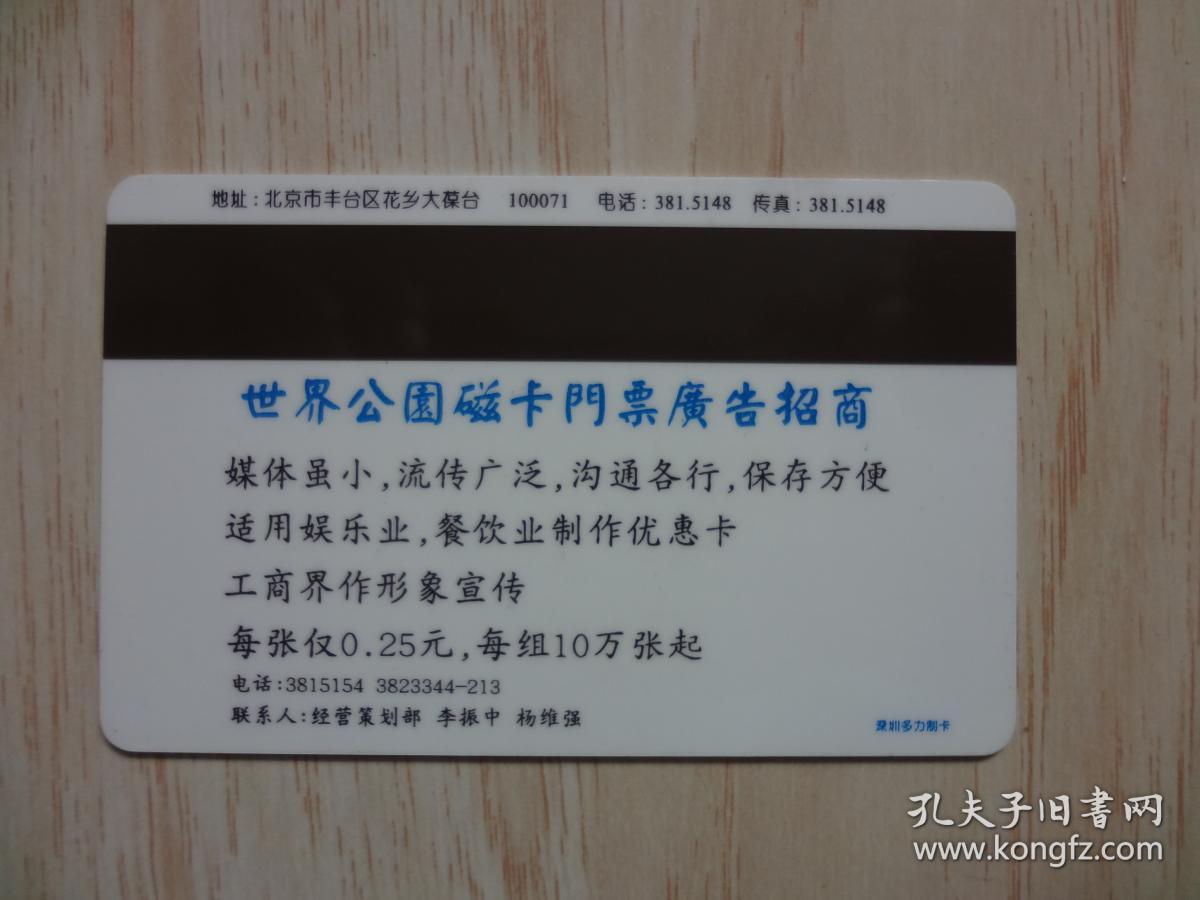 地址：北京市丰台区花乡大葆台 100071 电话：381.5148 传真：381.5148
世界公園磁卡門票廣告招商
媒体虽小,流传广泛,沟通各行,保存方便
适用娱乐业,餐饮业制作优惠卡
工商界作形象宣传
每张仅0.25元,每组10万张起
电话:3815154 3823344-213
联系人:经营策划部 李振中 杨维强
深圳多力制卡
孔夫子旧書网
www.kongfz.com